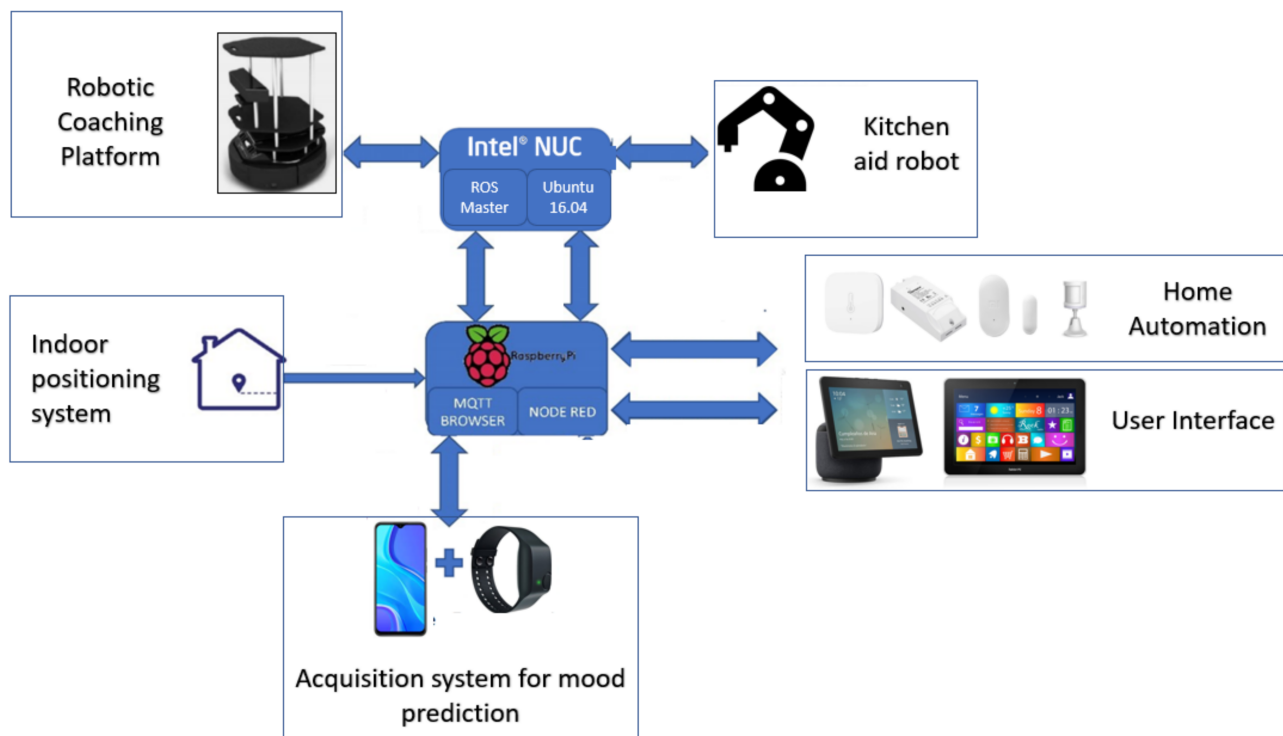 Robotic
Coaching
Platform
Intel® NUC
ROS
Master
Ubuntu
16.04
Kitchen
aid robot
Indoor
positioning
system
Raspberry Pi
MQTT
BROWSER
NODE RED
Home
Automation
User Interface
Acquisition system for mood
prediction